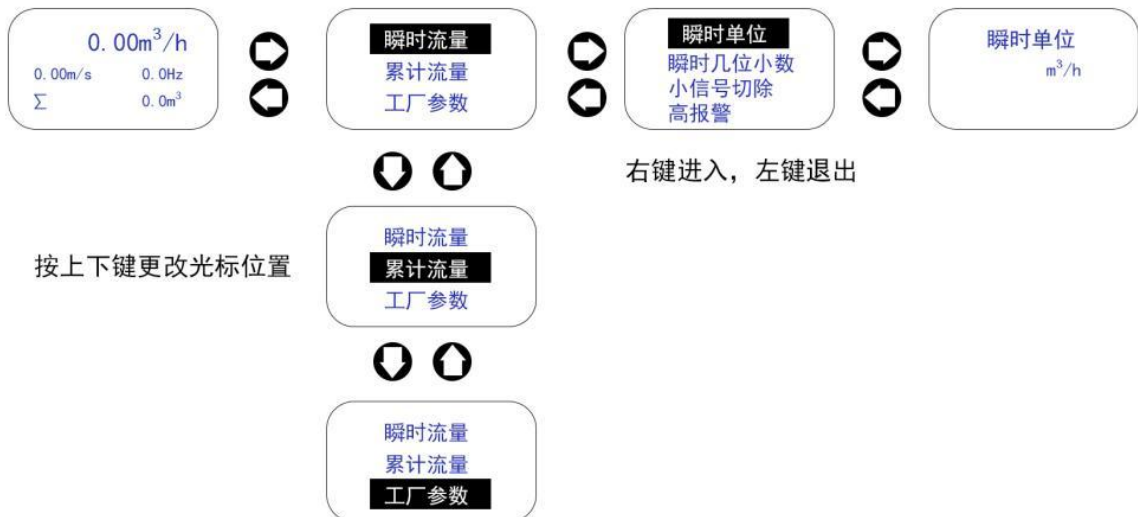 0.00m³/h
0.00m/s 0.0Hz
Σ 0.0m³
瞬时流量
累计流量
工厂参数
瞬时单位
瞬时几位小数
小信号切除
高报警
瞬时单位
m³/h
右键进入，左键退出
按上下键更改光标位置
瞬时流量
累计流量
工厂参数
瞬时流量
累计流量
工厂参数